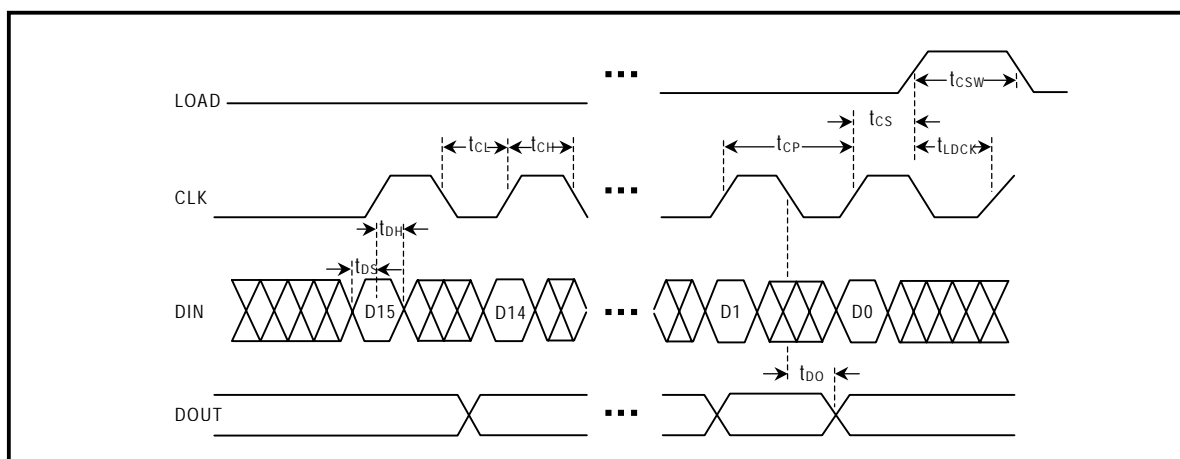 LOAD
tCSW
tCS
tLDCK
tCL
tCH
tCP
CLK
tDH
tDS
DIN
D15
D14
D1
D0
tDO
DOUT